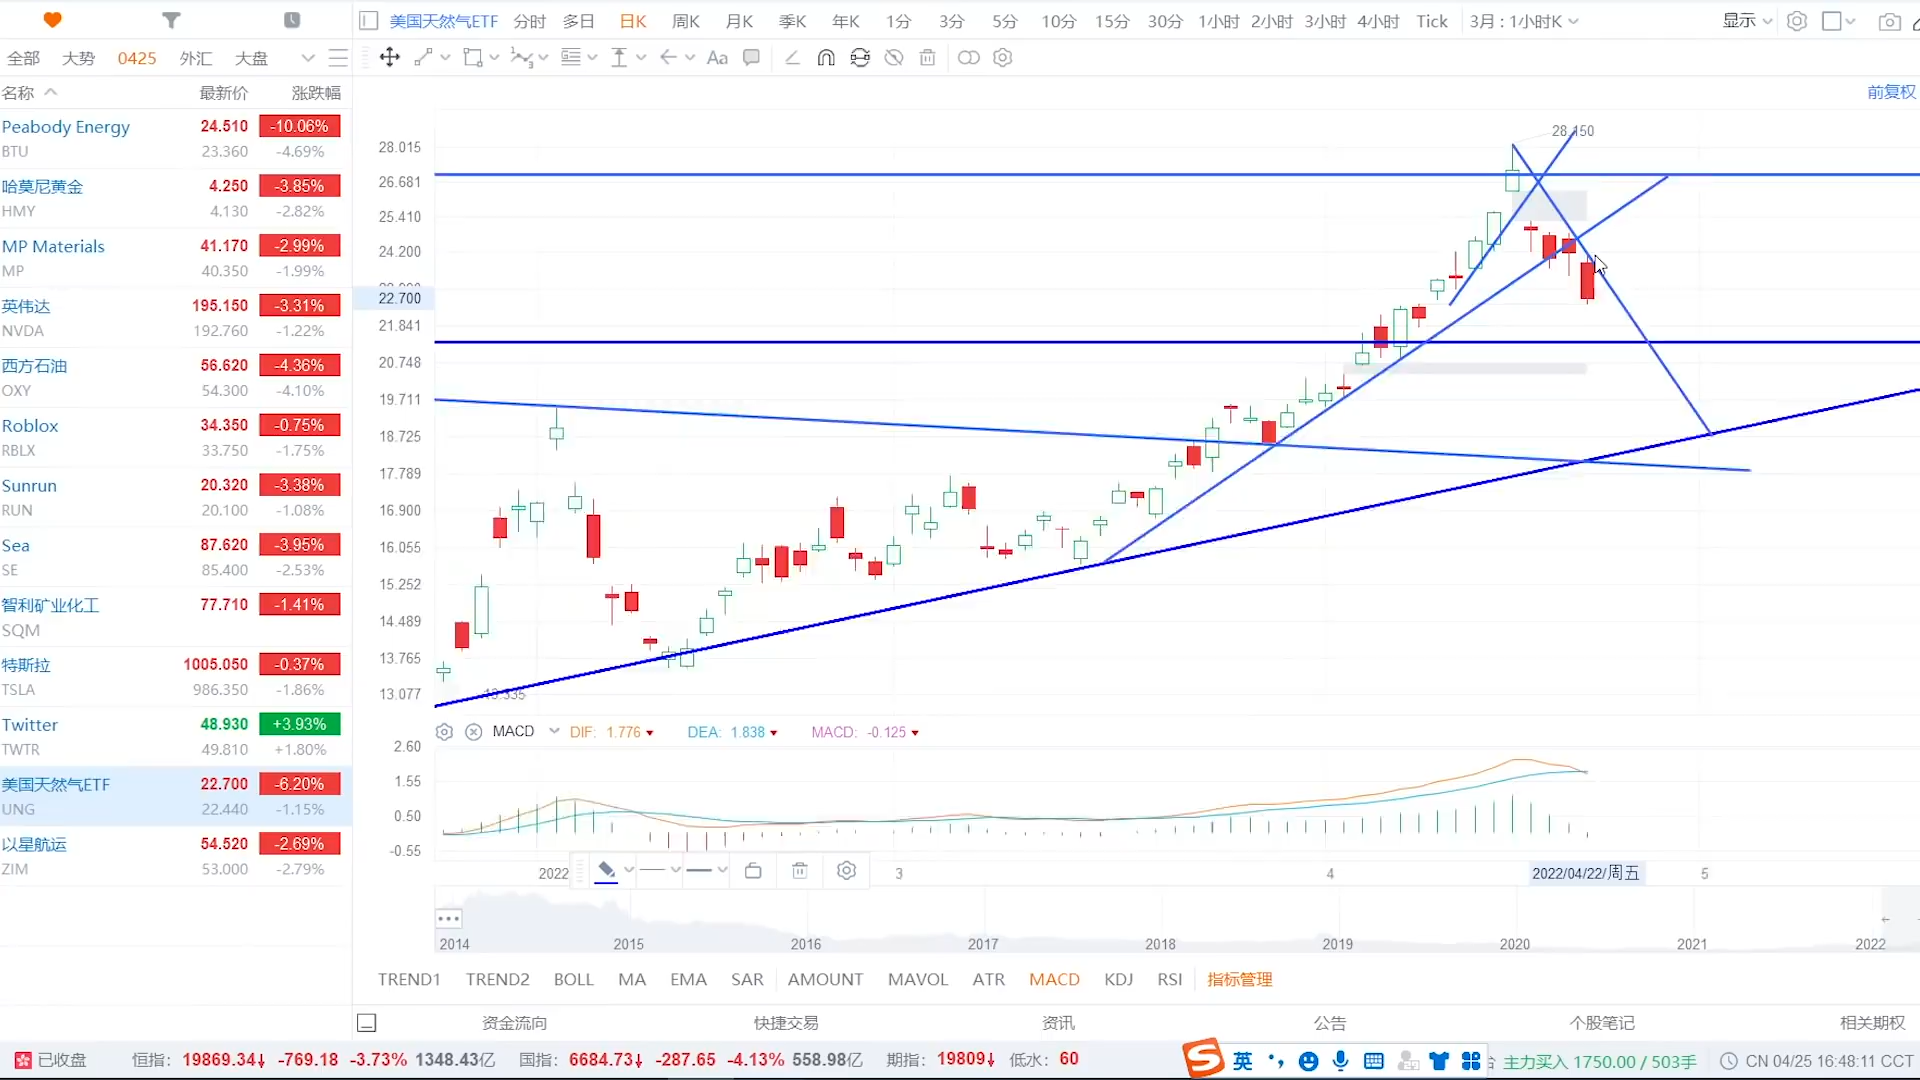 美国天然气ETF 分时 多日 日K 周K 月K 季K 年K 1分 3分 5分 10分 15分 30分 1小时 2小时 3小时 4小时 Tick 3月 : 1小时K 显示
全部 大势 0425 外汇 大盘
Aa
名称 最新价 涨跌幅
前复权
Peabody Energy 24.510 -10.06%
BTU 23.360 -4.69%
哈莫尼黄金 4.250 -3.85%
HMY 4.130 -2.82%
MP Materials 41.170 -2.99%
MP 40.350 -1.99%
英伟达 195.150 -3.31%
NVDA 192.760 -1.22%
西方石油 56.620 -4.36%
OXY 54.300 -4.10%
Roblox 34.350 -0.75%
RBLX 33.750 -1.75%
Sunrun 20.320 -3.38%
RUN 20.100 -1.08%
Sea 87.620 -3.95%
SE 85.400 -2.53%
智利矿业化工 77.710 -1.41%
SQM
特斯拉 1005.050 -0.37%
TSLA 986.350 -1.86%
Twitter 48.930 +3.93%
TWTR 49.810 +1.80%
美国天然气ETF 22.700 -6.20%
UNG 22.440 -1.15%
以星航运 54.520 -2.69%
ZIM 53.000 -2.79%
28.150
28.015
26.681
25.410
24.200
22.700
21.841
20.748
19.711
18.725
17.789
16.900
16.055
15.252
14.489
13.765
13.077
13.335
MACD DIF: 1.776 DEA: 1.838 MACD: -0.125
2.60
1.55
0.50
-0.55
2022 3 4 2022/04/22/周五 5
2014 2015 2016 2017 2018 2019 2020 2021 2022
TREND1 TREND2 BOLL MA EMA SAR AMOUNT MAVOL ATR MACD KDJ RSI 指标管理
资金流向 快捷交易 资讯 公告 个股笔记 相关期权
已收盘 恒指: 19869.34↓ -769.18 -3.73% 1348.43亿 国指: 6684.73↓ -287.65 -4.13% 558.98亿 期指: 19809↓ 低水: 60 英 主力买入 1750.00 / 503手 CN 04/25 16:48:11 CCT